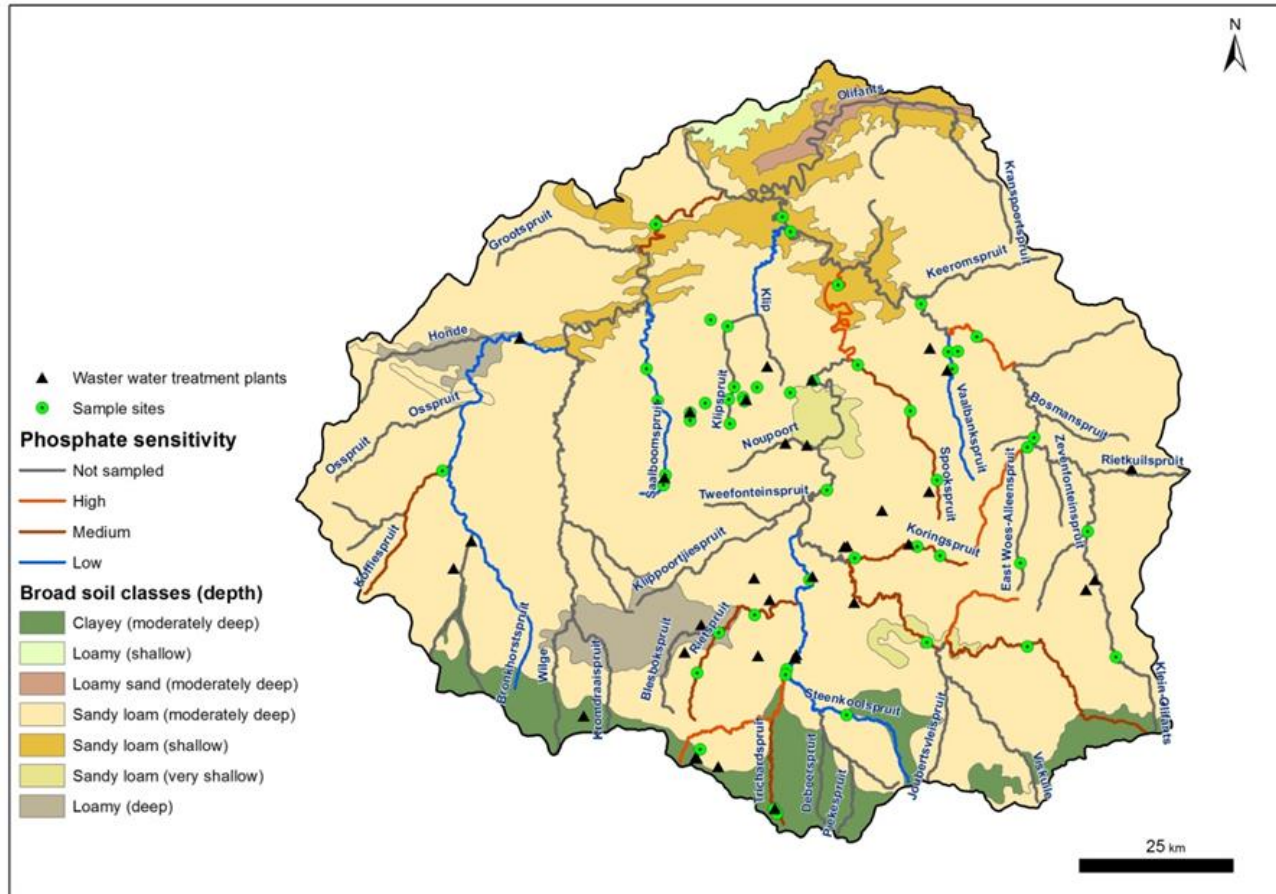 N
Olifants
Kranspoortspruit
Grootspruit
Keeromspruit
Klip
Honde
Waster water treatment plants
Sample sites
Phosphate sensitivity
Not sampled
High
Medium
Low
Broad soil classes (depth)
Clayey (moderately deep)
Loamy (shallow)
Loamy sand (moderately deep)
Sandy loam (moderately deep)
Sandy loam (shallow)
Sandy loam (very shallow)
Loamy (deep)
Osspruit
Osspruit
Saalboomspruit
Klipspruit
Vaalbankspruit
Bosmanspruit
Noupoort
Zevenfonteinspruit
Rietkuilspruit
Spookspruit
Tweefonteinspruit
Koffiespruit
Klippoortjiespruit
Koringspruit
East Woes-Alleenspruit
Bronkhorstspruit
Wilge
Kromdraaispruit
Blesbokspruit
Rietspruit
Steenkoolspruit
Klein-Olifants
Trichardspruit
Debeerspruit
Piekespruit
Joubertsvleispruit
Viskuile
25 km